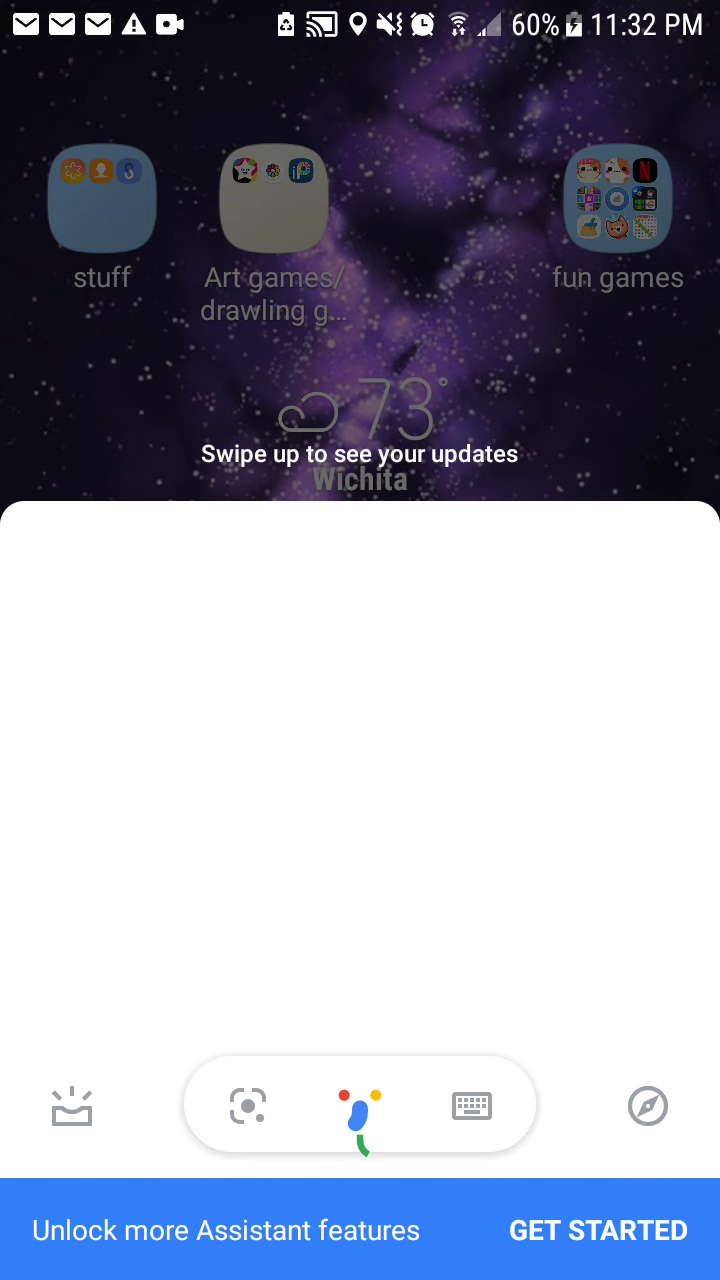 60% 11:32 PM
stuff
Art games/
drawling g...
fun games
73°
Swipe up to see your updates
Wichita
Unlock more Assistant features GET STARTED